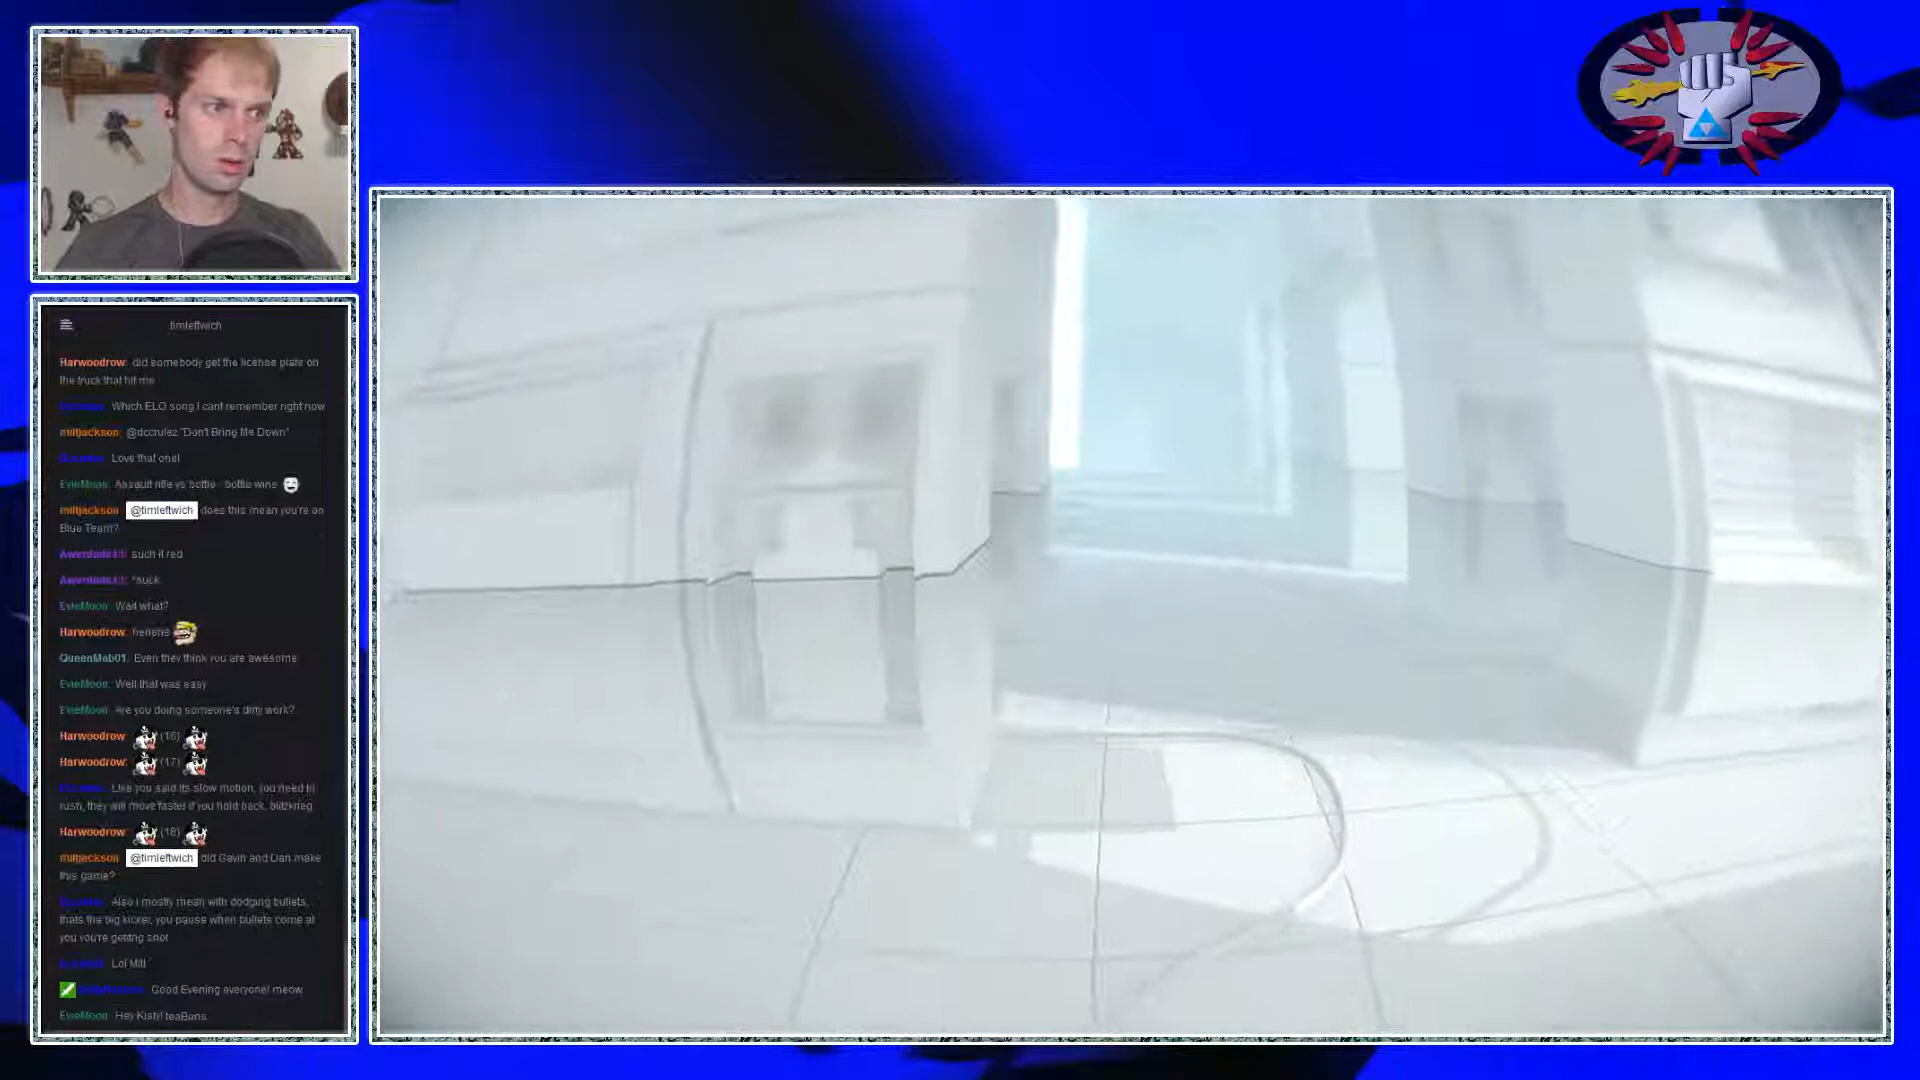 timleftwich
Harwoodrow: did somebody get the license plate on
the truck that hit me
Which ELO song I cant remember right now
miltjackson: @dccrulez "Don't Bring Me Down"
Love that one!
EvieMoon: Assault rifle vs bottle - bottle wins
miltjackson: @timleftwich does this mean you're on
Blue Team?
such it red
*suck
EvieMoon: Wait what?
Harwoodrow: hehehe
QueenMab01: Even they think you are awesome
EvieMoon: Well that was easy
EvieMoon: Are you doing someone's dirty work?
Harwoodrow: (16)
Harwoodrow: (17)
Like you said its slow motion, you need to
rush, they will move faster if you hold back, blitzkrieg
Harwoodrow: (18)
miltjackson: @timleftwich did Gavin and Dan make
this game?
Also I mostly mean with dodging bullets,
thats the big kicker, you pause when bullets come at
you you're getting shot
Lol Milt
Good Evening everyone! meow
EvieMoon: Hey Kisty! teaBuns